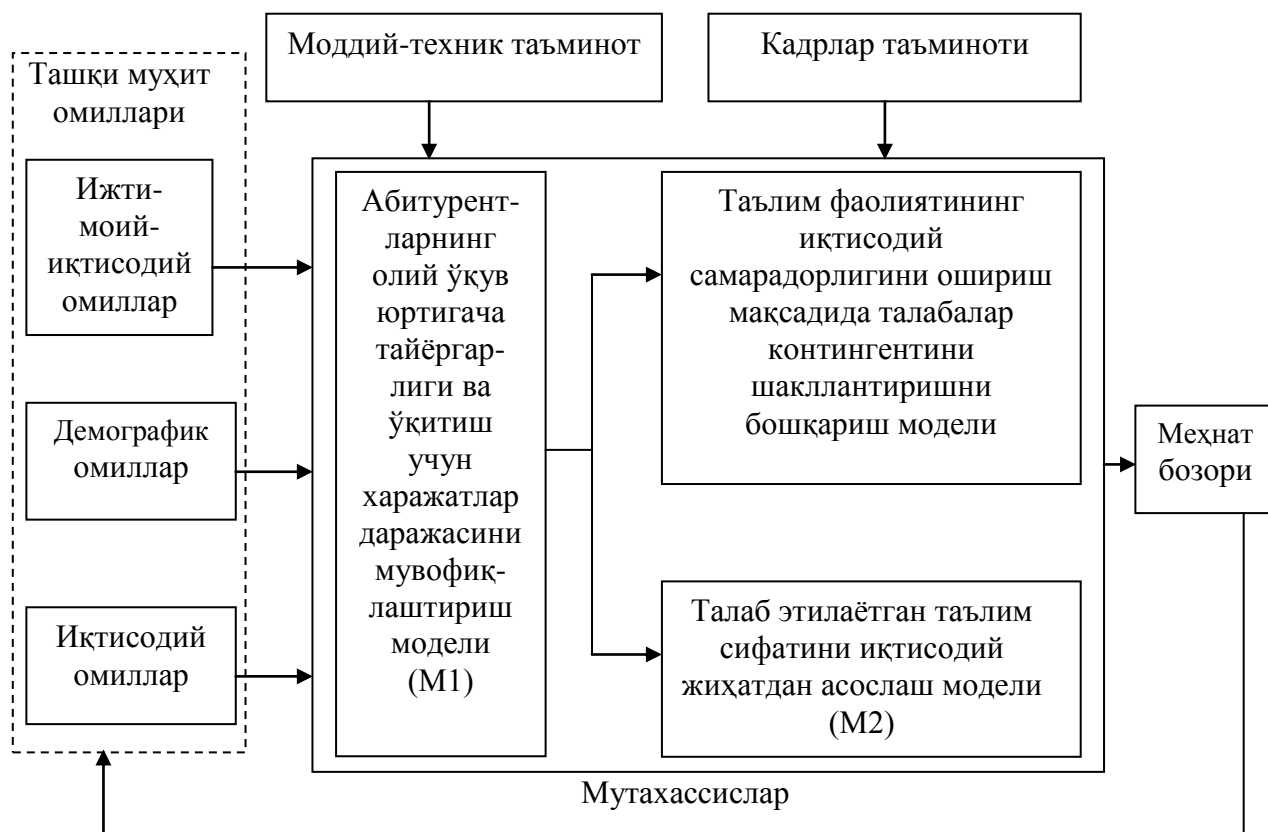 Моддий-техник таъминот
Кадрлар таъминоти
Ташқи муҳит
омиллари
Ижти-
моий-
иқтисодий
омиллар
Демографик
омиллар
Иқтисодий
омиллар
Абитурент-
ларнинг
олий ўқув
юртигача
тайёргар-
лиги ва
ўқитиш
учун
харажатлар
даражасини
мувофиқ-
лаштириш
модели
(М1)
Таълим фаолиятининг
иқтисодий
самарадорлигини ошириш
мақсадида талабалар
контингентини
шакллантиришни
бошқариш модели
Талаб этилаётган таълим
сифатини иқтисодий
жиҳатдан асослаш модели
(М2)
Меҳнат
бозори
Мутахассислар